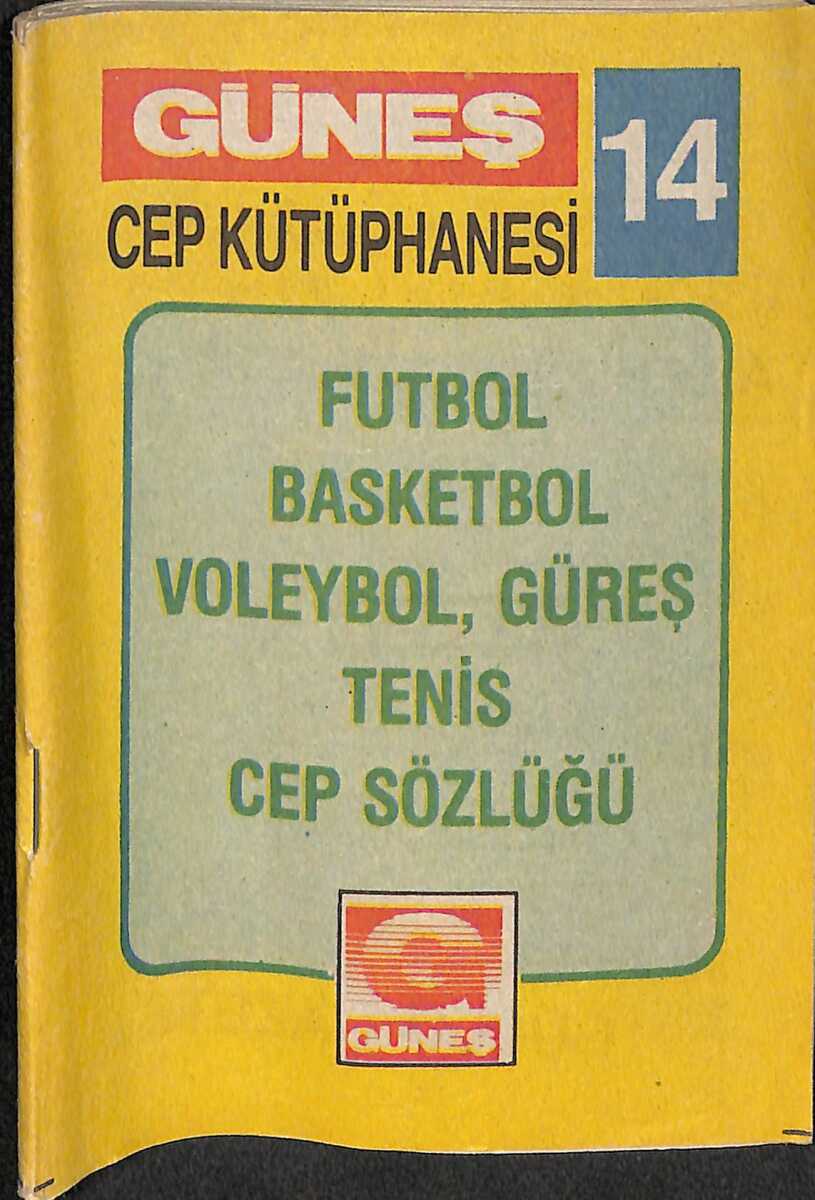 GÜNEŞ
14
CEP KÜTÜPHANESİ
FUTBOL
BASKETBOL
VOLEYBOL, GÜREŞ
TENİS
CEP SÖZLÜĞÜ
G
GÜNEŞ